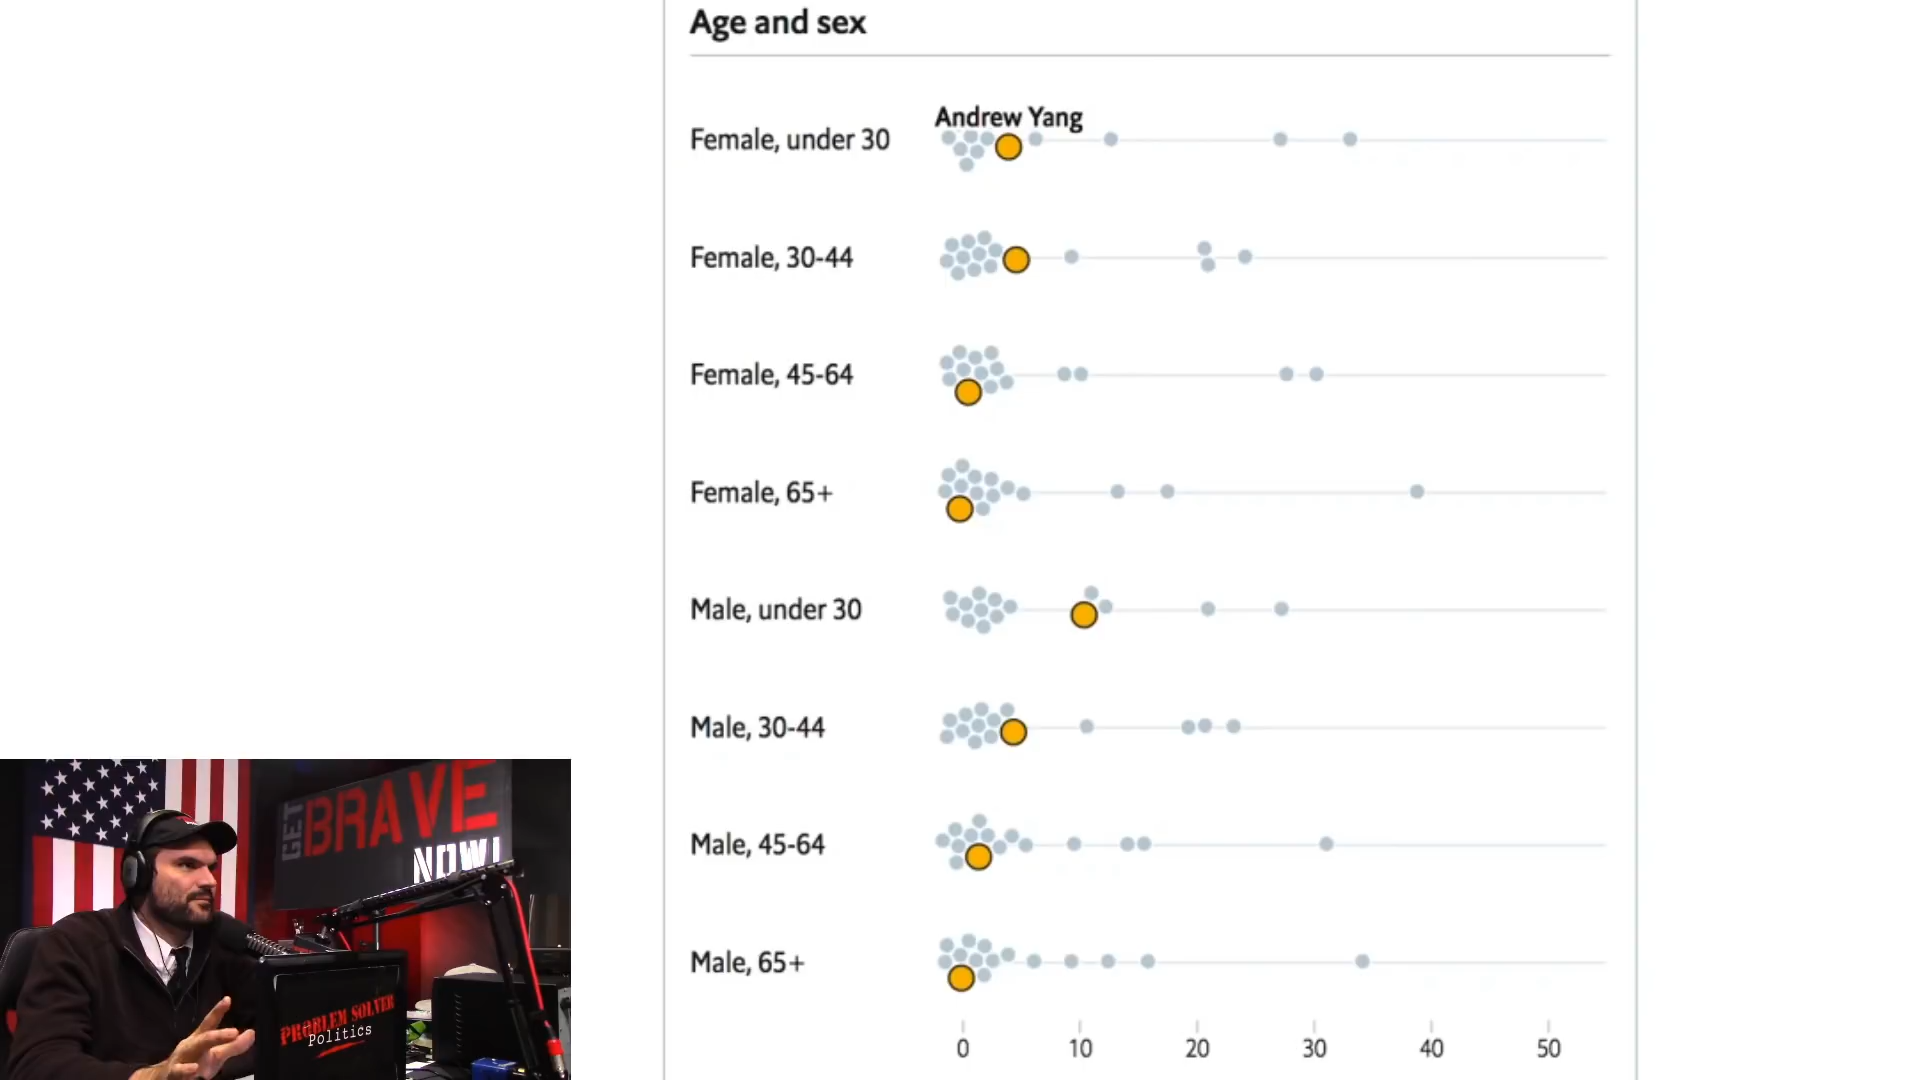 Age and sex
Andrew Yang
Female, under 30
Female, 30-44
Female, 45-64
Female, 65+
Male, under 30
Male, 30-44
Male, 45-64
Male, 65+
0 10 20 30 40 50
GET
BRAVE
NOW!
PROBLEM SOLVER
Politics